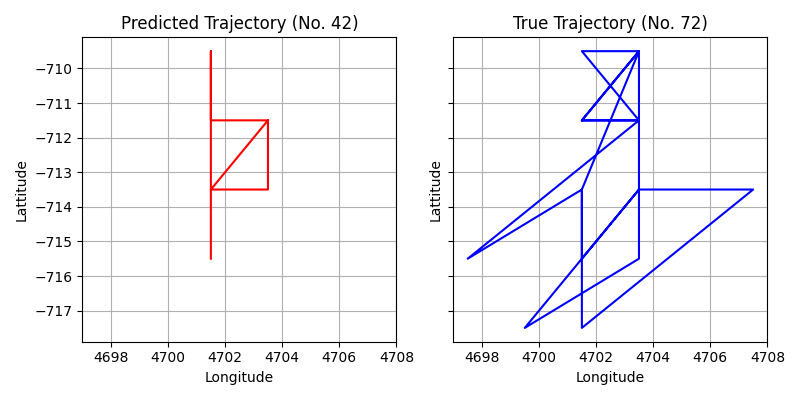 Predicted Trajectory (No. 42)
True Trajectory (No. 72)
Lattitude
−710
−711
−712
−713
−714
−715
−716
−717
4698 4700 4702 4704 4706 4708
Longitude
Lattitude
4698 4700 4702 4704 4706 4708
Longitude